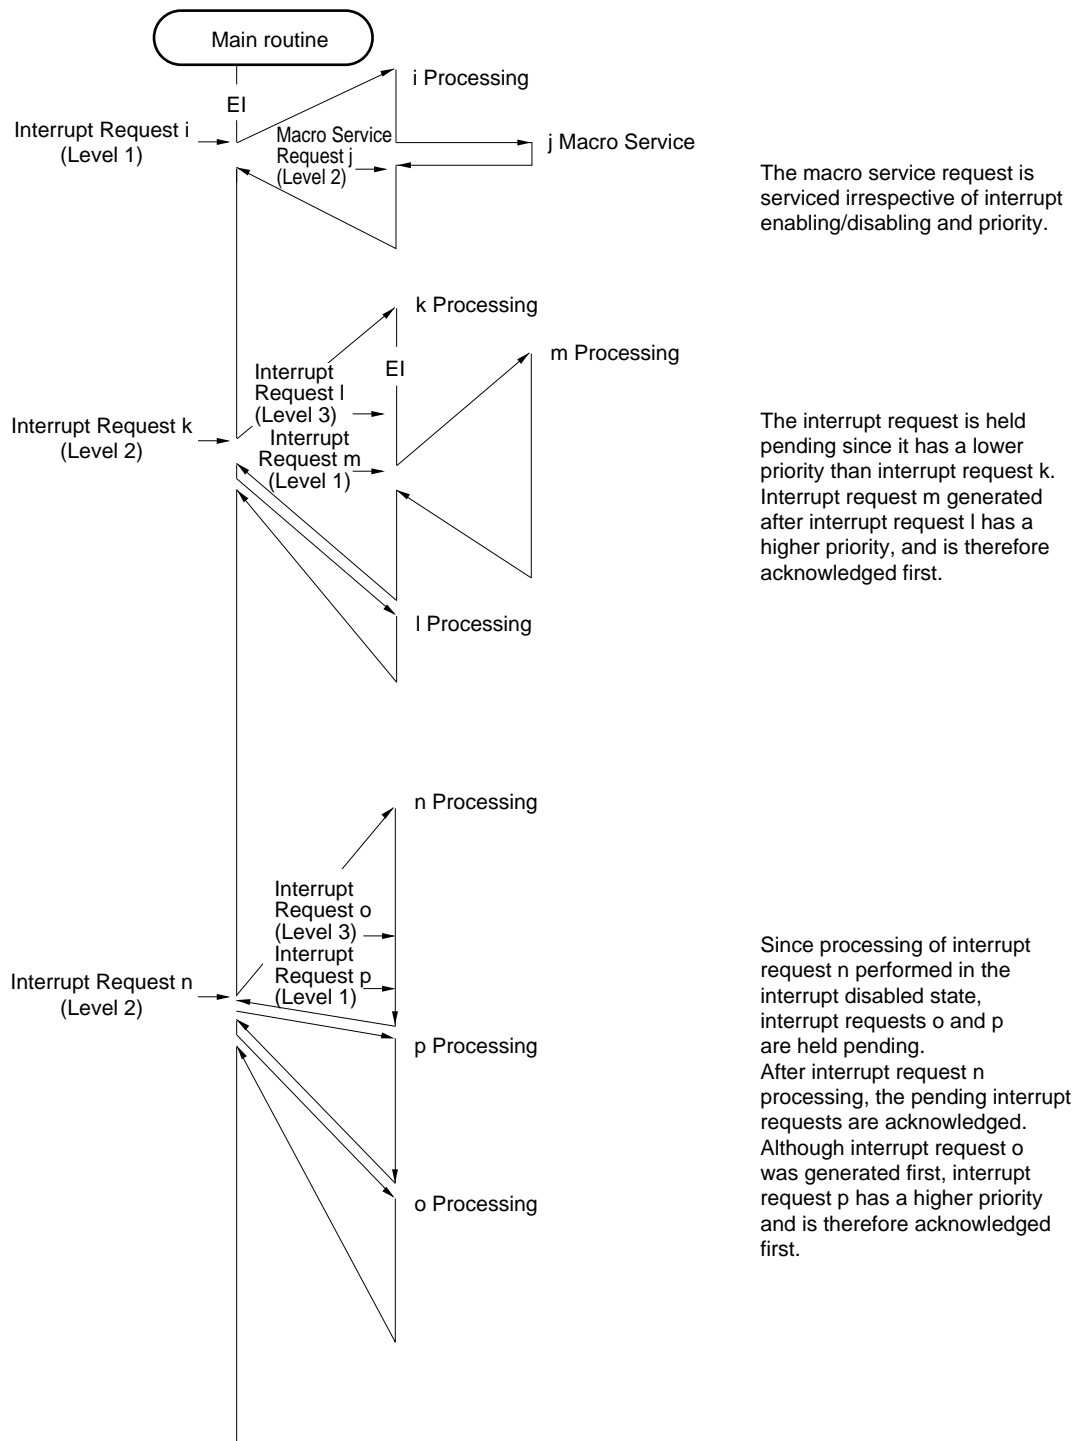 Main routine
EI
i Processing
Interrupt Request i
(Level 1)
Macro Service
Request j
(Level 2)
j Macro Service
The macro service request is
serviced irrespective of interrupt
enabling/disabling and priority.
k Processing
EI
m Processing
Interrupt
Request l
(Level 3)
Interrupt Request k
(Level 2)
Interrupt
Request m
(Level 1)
The interrupt request is held
pending since it has a lower
priority than interrupt request k.
Interrupt request m generated
after interrupt request l has a
higher priority, and is therefore
acknowledged first.
l Processing
n Processing
Interrupt
Request o
(Level 3)
Interrupt
Request p
(Level 1)
Interrupt Request n
(Level 2)
p Processing
o Processing
Since processing of interrupt
request n performed in the
interrupt disabled state,
interrupt requests o and p
are held pending.
After interrupt request n
processing, the pending interrupt
requests are acknowledged.
Although interrupt request o
was generated first, interrupt
request p has a higher priority
and is therefore acknowledged
first.